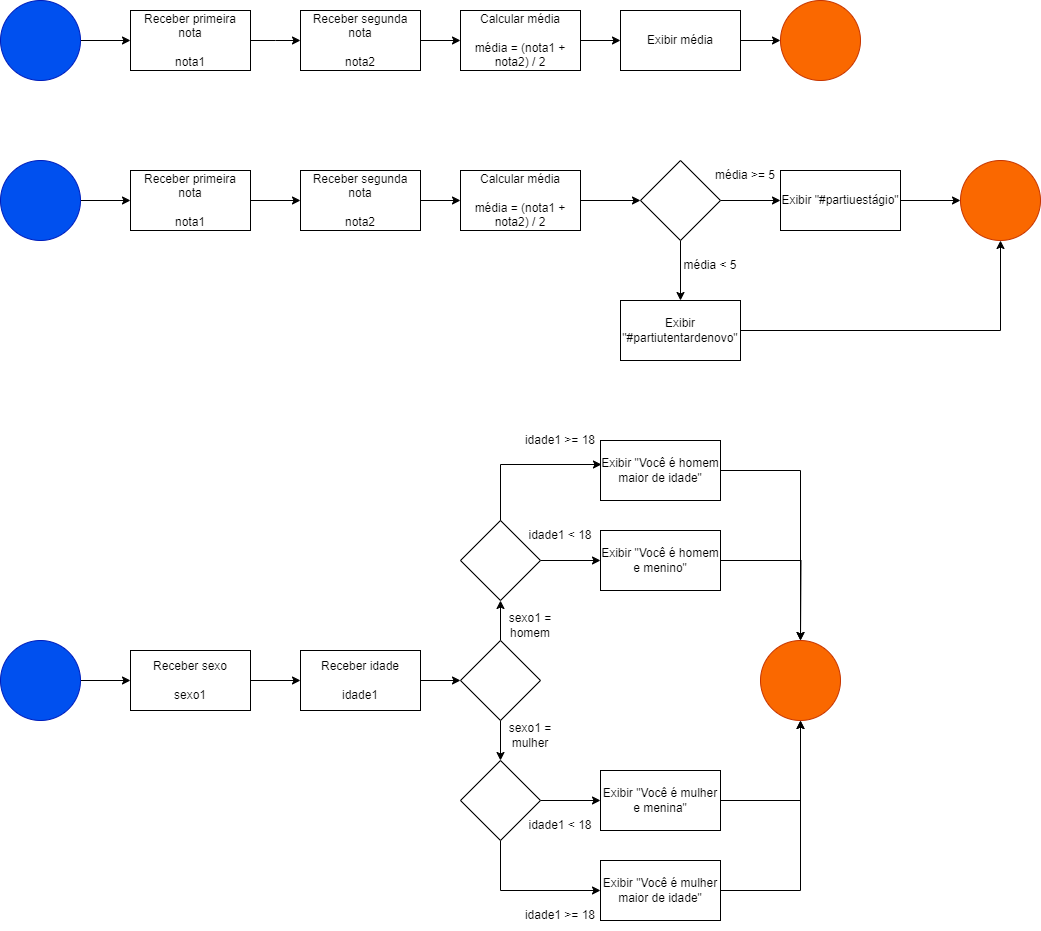 Receber primeira
nota
nota1
Receber segunda
nota
nota2
Calcular média
média = (nota1 +
nota2) / 2
Exibir média
Receber primeira
nota
nota1
Receber segunda
nota
nota2
Calcular média
média = (nota1 +
nota2) / 2
média >= 5
Exibir "#partiuestágio"
média < 5
Exibir
"#partiutentardenovo"
idade1 >= 18
Exibir "Você é homem
maior de idade"
idade1 < 18
Exibir "Você é homem
e menino"
sexo1 =
homem
Receber sexo
sexo1
Receber idade
idade1
sexo1 =
mulher
Exibir "Você é mulher
e menina"
idade1 < 18
Exibir "Você é mulher
maior de idade"
idade1 >= 18